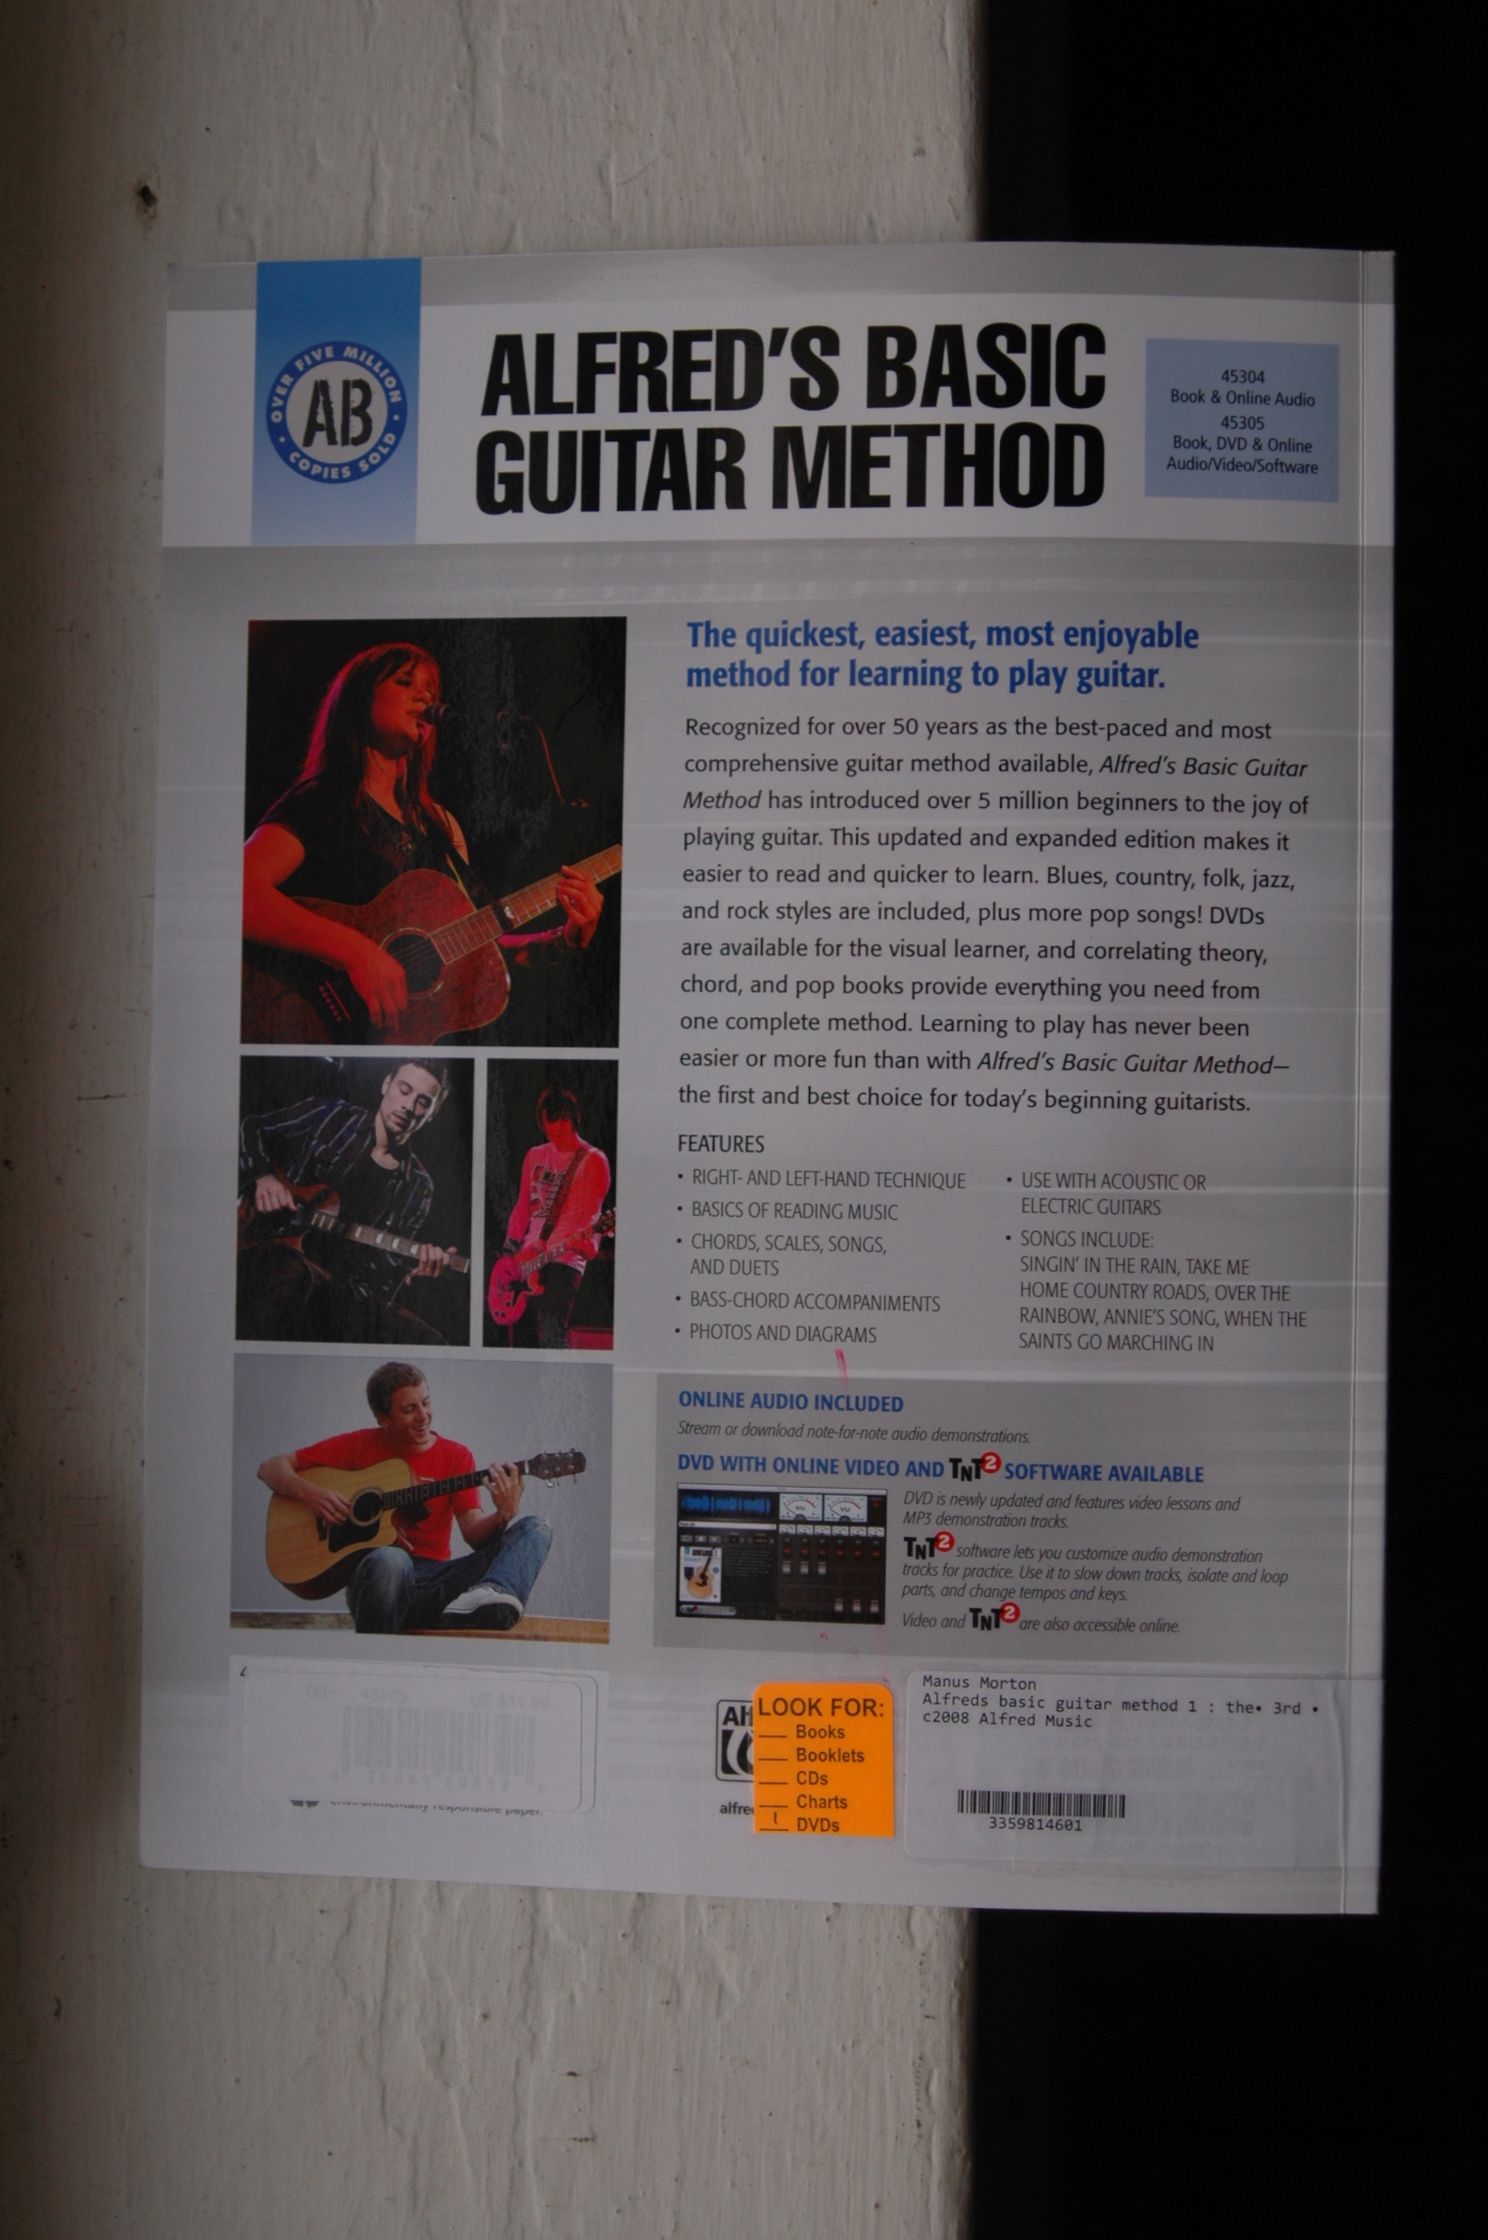 OVER FIVE MILLION
AB
COPIES SOLD
ALFRED'S BASIC
GUITAR METHOD
45304
Book & Online Audio
45305
Book, DVD & Online
Audio/Video/Software
The quickest, easiest, most enjoyable
method for learning to play guitar.
Recognized for over 50 years as the best-paced and most
comprehensive guitar method available, Alfred's Basic Guitar
Method has introduced over 5 million beginners to the joy of
playing guitar. This updated and expanded edition makes it
easier to read and quicker to learn. Blues, country, folk, jazz,
and rock styles are included, plus more pop songs! DVDs
are available for the visual learner, and correlating theory,
chord, and pop books provide everything you need from
one complete method. Learning to play has never been
easier or more fun than with Alfred's Basic Guitar Method—
the first and best choice for today's beginning guitarists.
FEATURES
• RIGHT- AND LEFT-HAND TECHNIQUE
• BASICS OF READING MUSIC
• CHORDS, SCALES, SONGS,
AND DUETS
• BASS-CHORD ACCOMPANIMENTS
• PHOTOS AND DIAGRAMS
• USE WITH ACOUSTIC OR
ELECTRIC GUITARS
• SONGS INCLUDE:
SINGIN' IN THE RAIN, TAKE ME
HOME COUNTRY ROADS, OVER THE
RAINBOW, ANNIE'S SONG, WHEN THE
SAINTS GO MARCHING IN
ONLINE AUDIO INCLUDED
Stream or download note-for-note audio demonstrations.
DVD WITH ONLINE VIDEO AND TNT2 SOFTWARE AVAILABLE
DVD is newly updated and features video lessons and
MP3 demonstration tracks.
TNT2 software lets you customize audio demonstration
tracks for practice. Use it to slow down tracks, isolate and loop
parts, and change tempos and keys.
Video and TNT2 are also accessible online.
environmentally responsible paper.
alfre
LOOK FOR:
___ Books
___ Booklets
___ CDs
___ Charts
_1_ DVDs
Manus Morton
Alfreds basic guitar method 1 : the• 3rd •
c2008 Alfred Music
3359814601